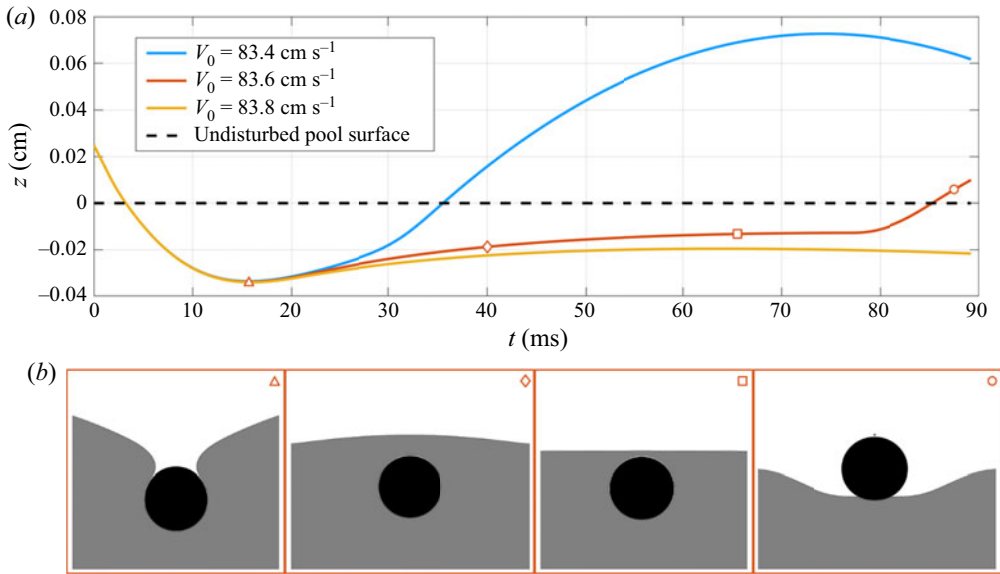 (a)
0.08
0.06
0.04
0.02
0
–0.02
–0.04
z (cm)
V₀ = 83.4 cm s⁻¹
V₀ = 83.6 cm s⁻¹
V₀ = 83.8 cm s⁻¹
Undisturbed pool surface
0 10 20 30 40 50 60 70 80 90
t (ms)
(b)